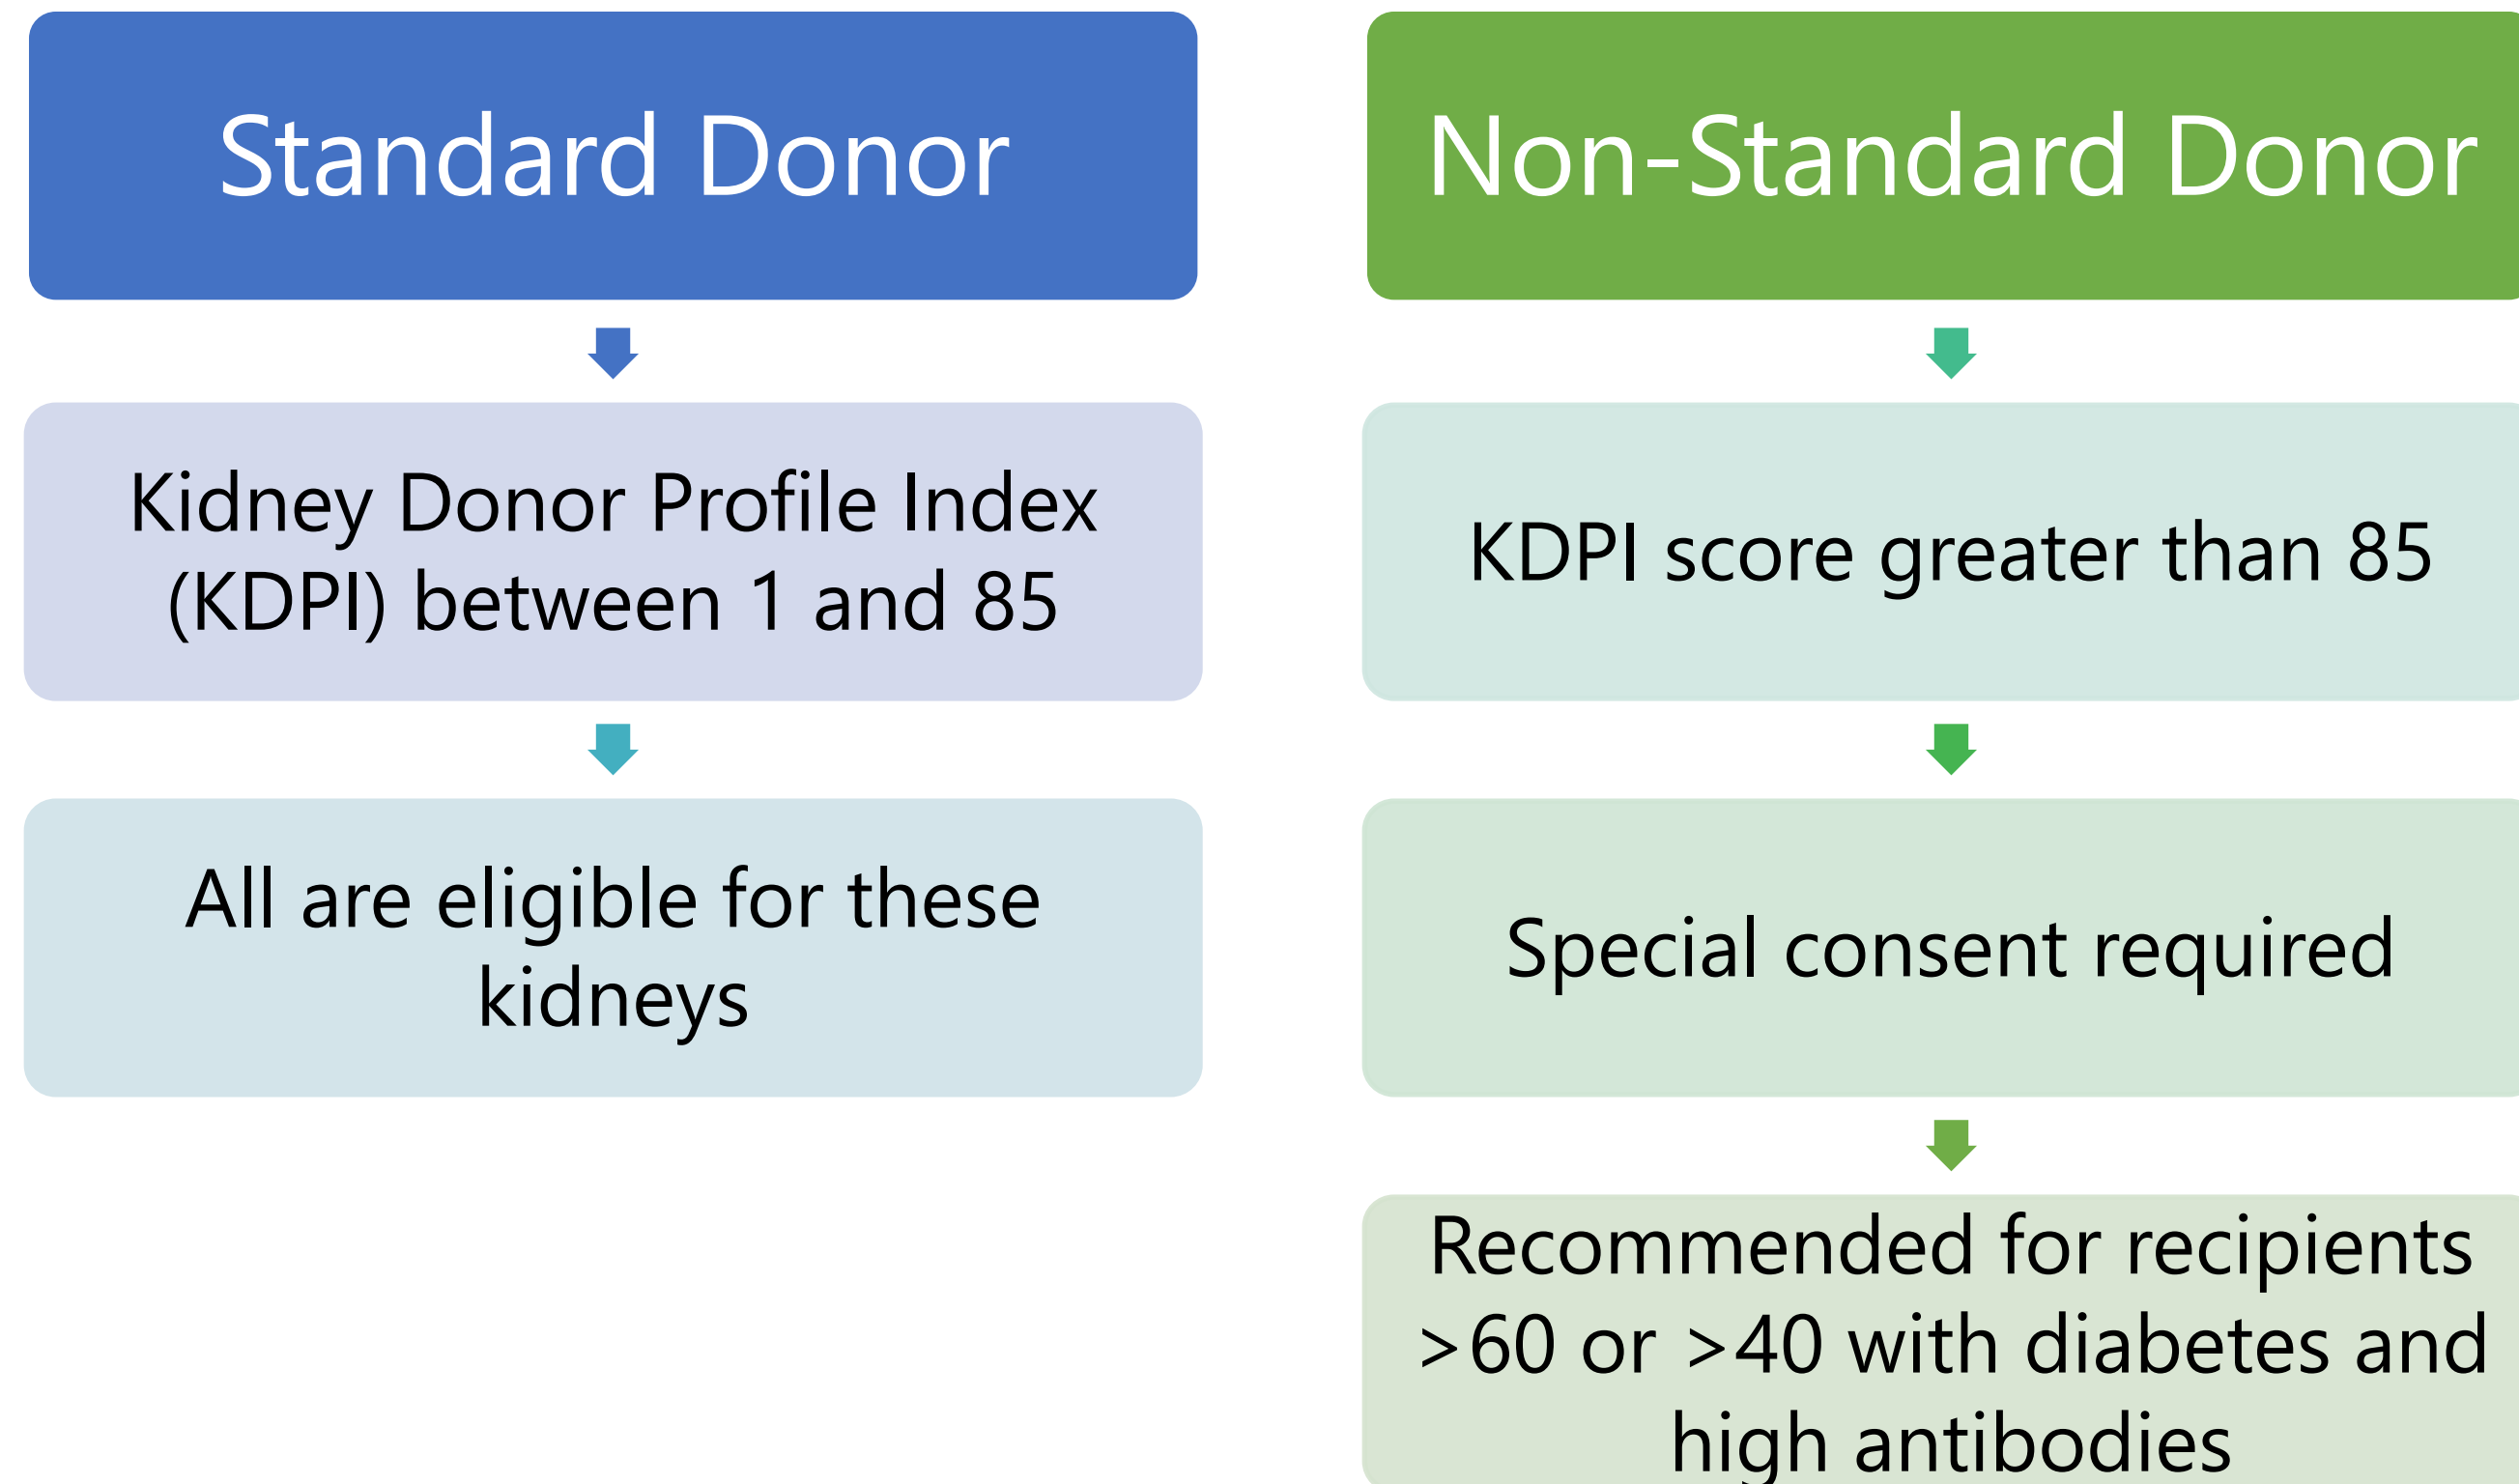 Standard Donor
Kidney Donor Profile Index
(KDPI) between 1 and 85
All are eligible for these
kidneys
Non-Standard Donor
KDPI score greater than 85
Special consent required
Recommended for recipients
>60 or >40 with diabetes and
high antibodies